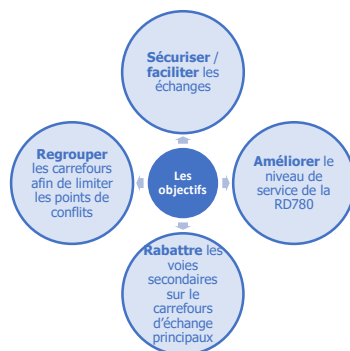 Sécuriser /
faciliter les
échanges
Regrouper
les carrefours
afin de limiter
les points de
conflits
Les
objectifs
Améliorer le
niveau de
service de la
RD780
Rabattre les
voies
secondaires
sur le
carrefours
d'échange
principaux